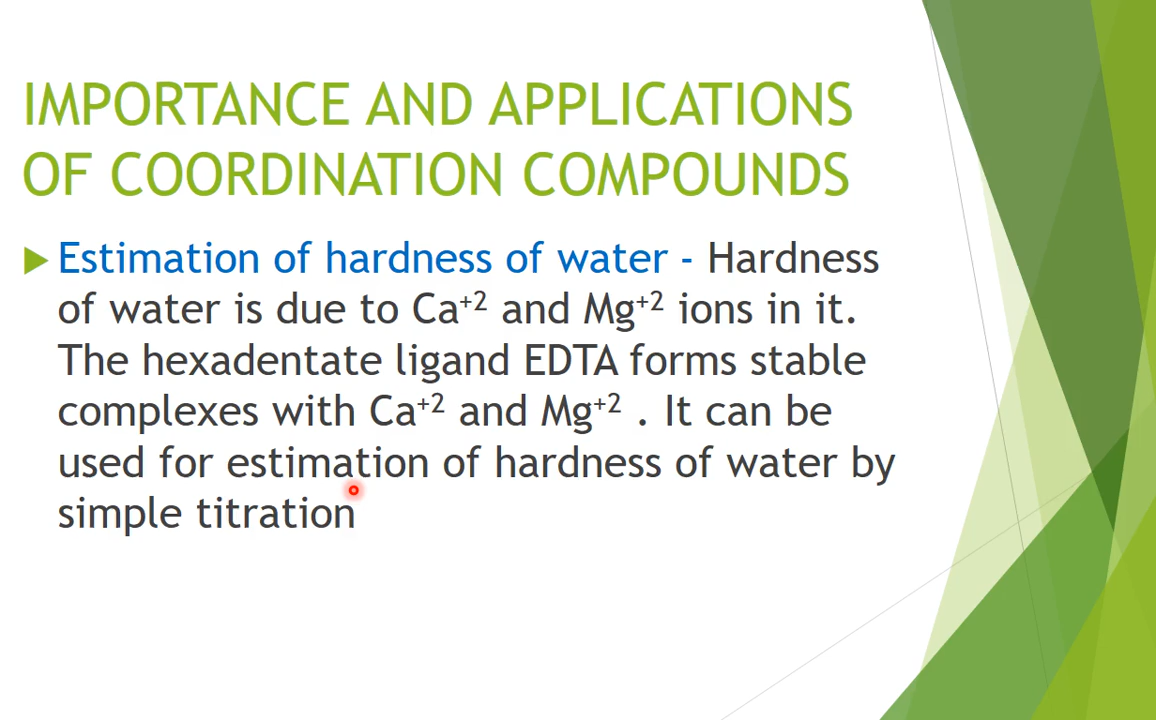 IMPORTANCE AND APPLICATIONS
OF COORDINATION COMPOUNDS
Estimation of hardness of water - Hardness
of water is due to Ca⁺² and Mg⁺² ions in it.
The hexadentate ligand EDTA forms stable
complexes with Ca⁺² and Mg⁺² . It can be
used for estimation of hardness of water by
simple titration